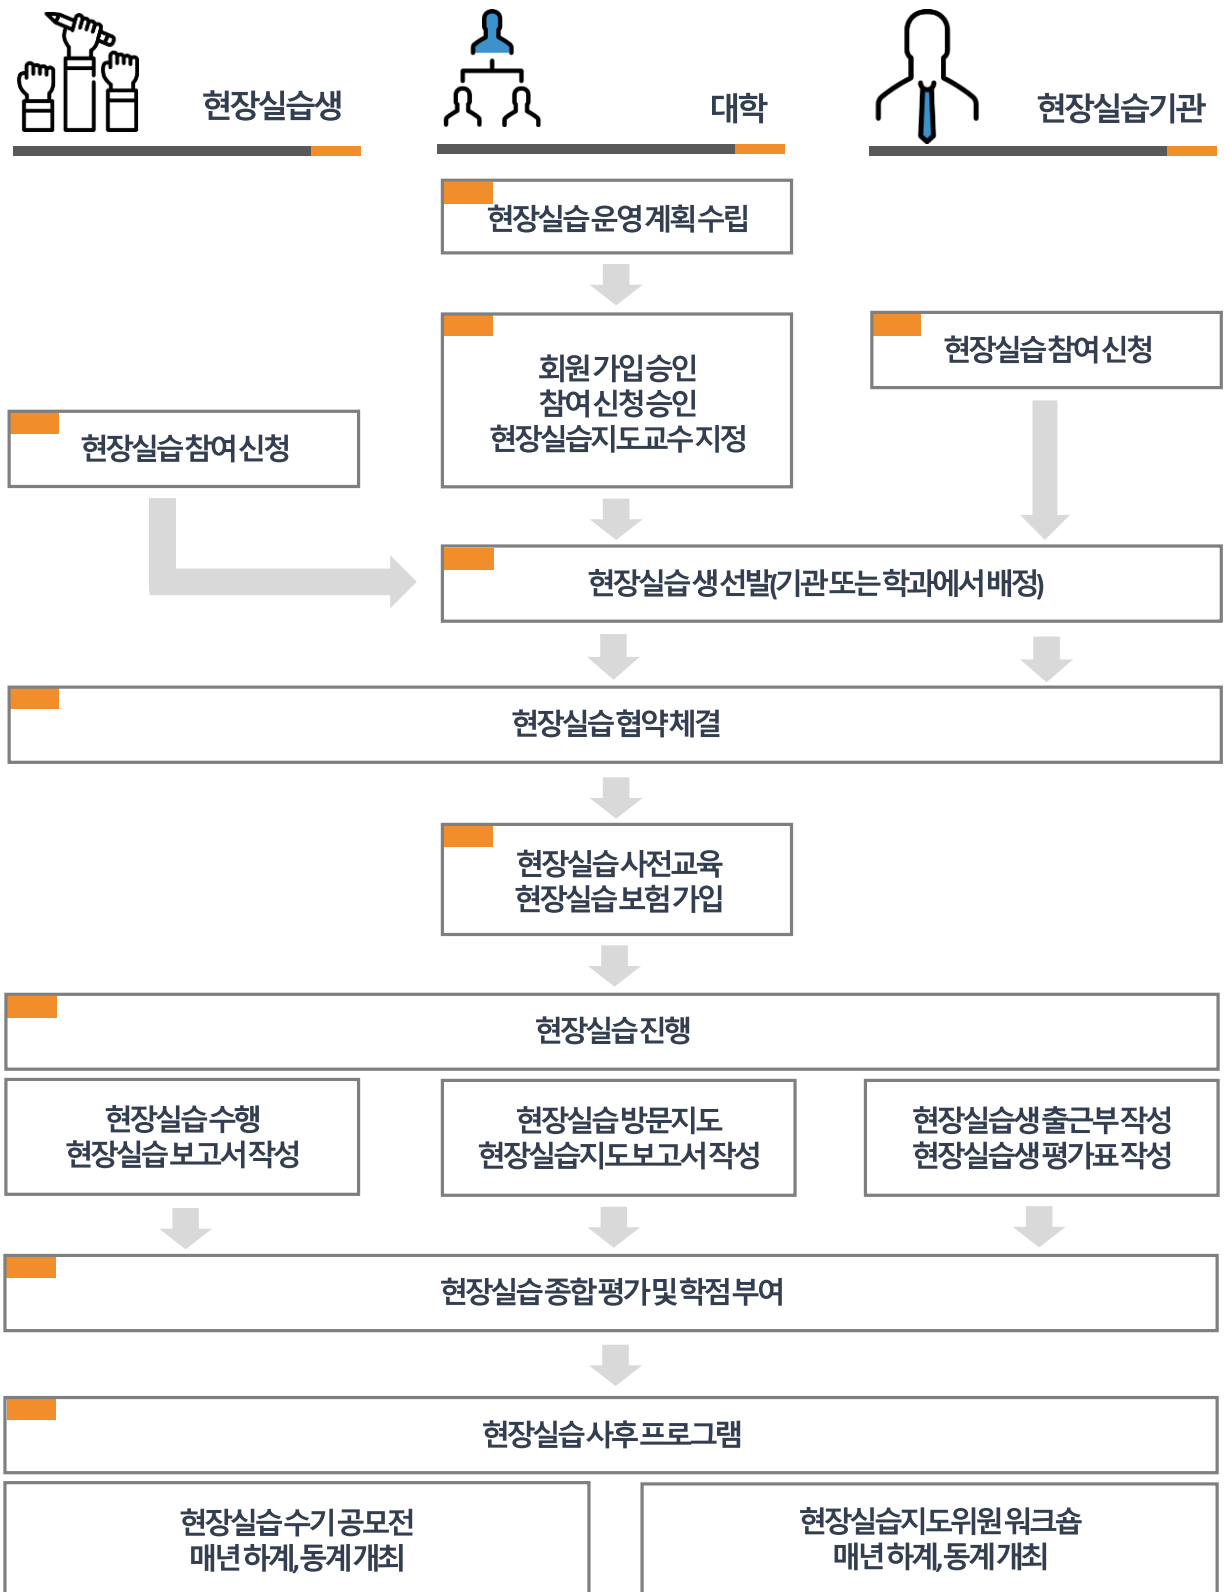 현장실습생
대학
현장실습기관
현장실습 운영 계획 수립
회원 가입 승인
참여 신청 승인
현장실습지도교수 지정
현장실습 참여 신청
현장실습 참여 신청
현장실습 생 선발(기관 또는 학과에서 배정)
현장실습 협약 체결
현장실습 사전교육
현장실습 보험 가입
현장실습 진행
현장실습 수행
현장실습 보고서 작성
현장실습 방문지도
현장실습지도보고서 작성
현장실습생 출근부 작성
현장실습생 평가표 작성
현장실습 종합 평가 및 학점 부여
현장실습 사후 프로그램
현장실습 수기 공모전
매년 하계, 동계 개최
현장실습지도위원 워크숍
매년 하계, 동계 개최